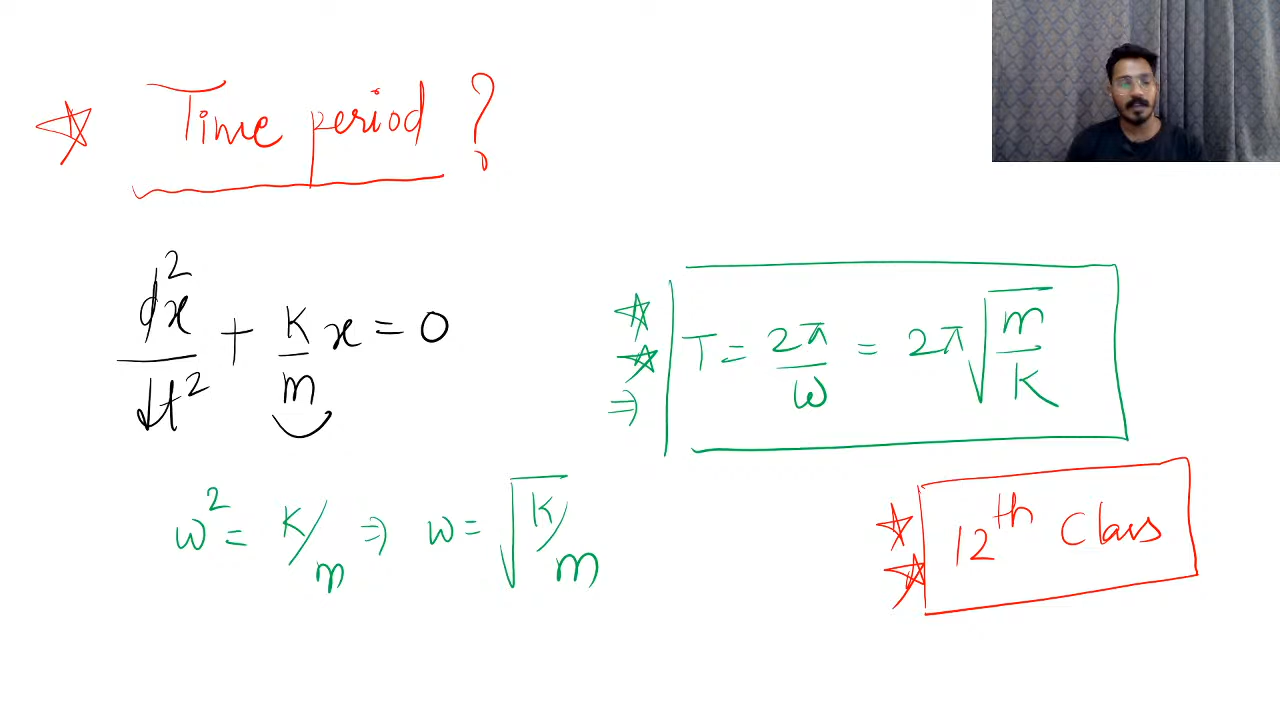 Time period ?
d²x/dt² + K/m x = 0
T = 2π/ω = 2π√(m/K)
ω² = K/m ⇒ ω = √(K/m)
12th Class